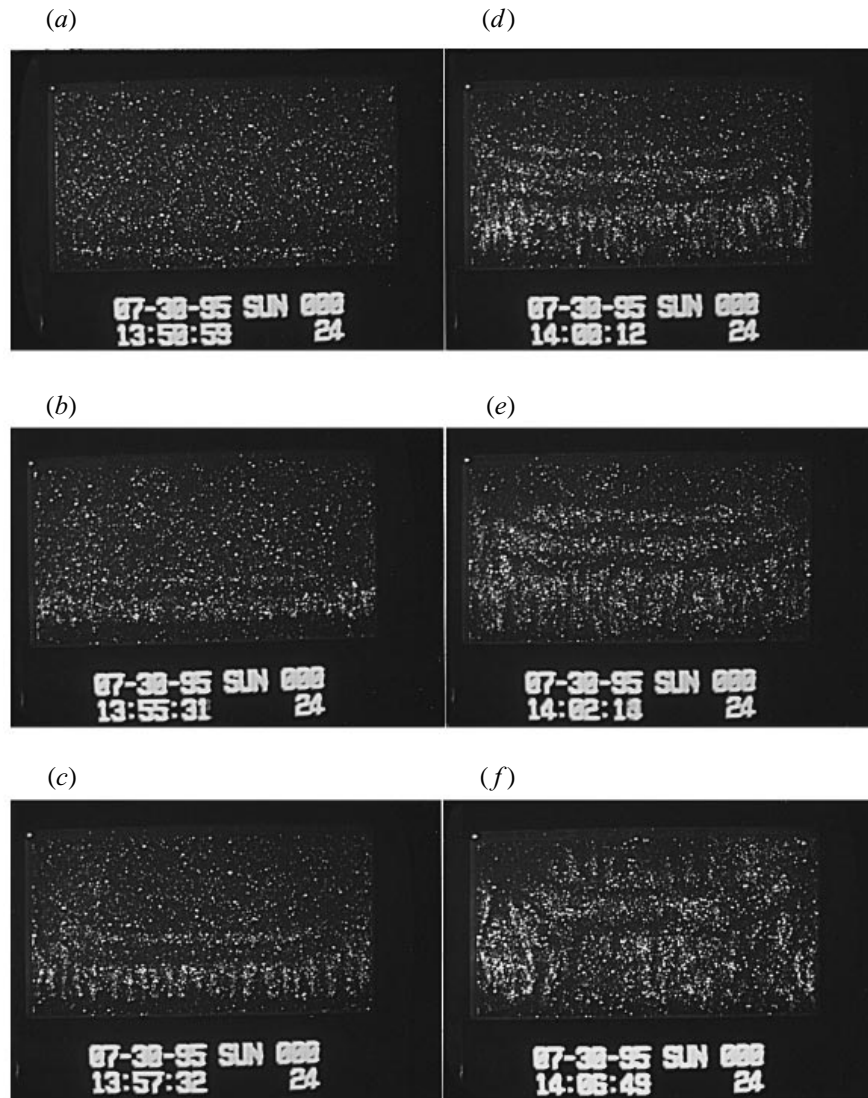 (a)
07-30-95 SUN 000
13:50:59 24
(b)
07-30-95 SUN 000
13:55:31 24
(c)
07-30-95 SUN 000
13:57:32 24
(d)
07-30-95 SUN 000
14:00:12 24
(e)
07-30-95 SUN 000
14:02:18 24
(f)
07-30-95 SUN 000
14:06:49 24